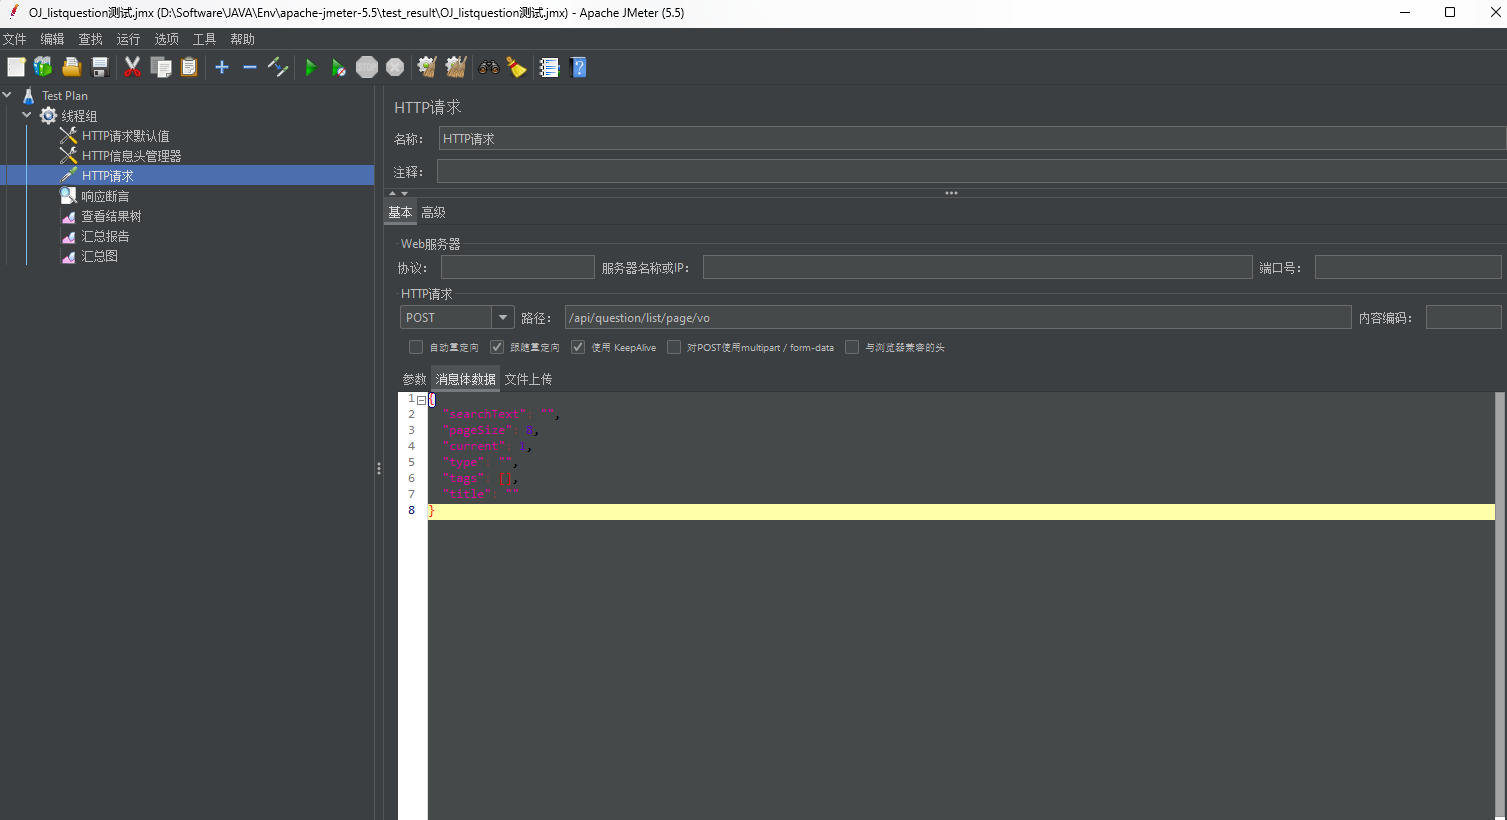 OJ_listquestion测试.jmx (D:\Software\JAVA\Env\apache-jmeter-5.5\test_result\OJ_listquestion测试.jmx) - Apache JMeter (5.5)
文件 编辑 查找 运行 选项 工具 帮助
STOP
Test Plan
线程组
HTTP请求默认值
HTTP信息头管理器
HTTP请求
响应断言
查看结果树
汇总报告
汇总图
HTTP请求
名称: HTTP请求
注释:
基本 高级
Web服务器
协议: 服务器名称或IP: 端口号:
HTTP请求
POST 路径: /api/question/list/page/vo 内容编码:
自动重定向 跟随重定向 使用 KeepAlive 对POST使用multipart / form-data 与浏览器兼容的头
参数 消息体数据 文件上传
1 {
2 "searchText": "",
3 "pageSize": 8,
4 "current": 1,
5 "type": "",
6 "tags": [],
7 "title": ""
8 }